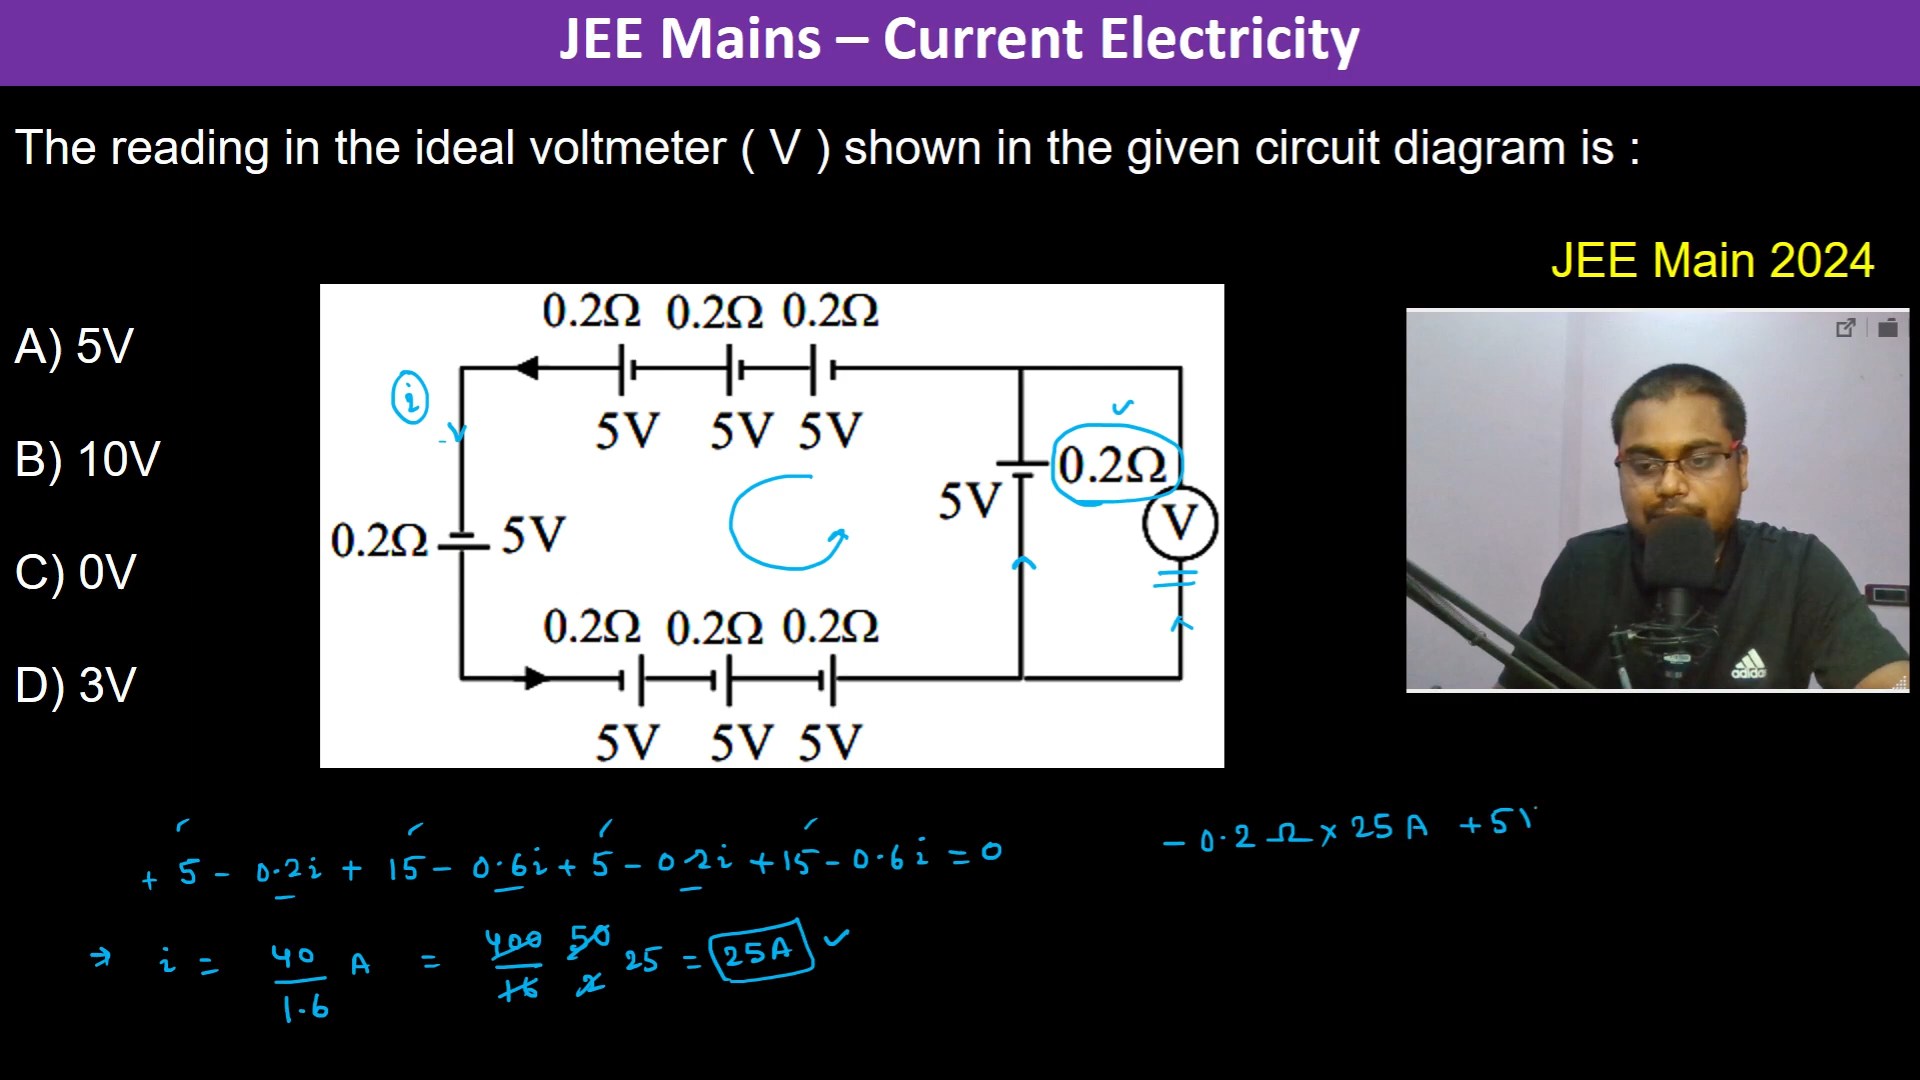 JEE Mains – Current Electricity
The reading in the ideal voltmeter ( V ) shown in the given circuit diagram is :
JEE Main 2024
A) 5V
B) 10V
C) 0V
D) 3V
0.2Ω 0.2Ω 0.2Ω
5V 5V 5V
i
0.2Ω
5V
V
0.2Ω 5V
0.2Ω 0.2Ω 0.2Ω
5V 5V 5V
adidas
+ 5 - 0.2i + 15 - 0.6i + 5 - 0.2i + 15 - 0.6i = 0
- 0.2 Ω × 25 A + 5
→ i = 40/1.6 A = 400/16 50/2 25 = 25A ✓